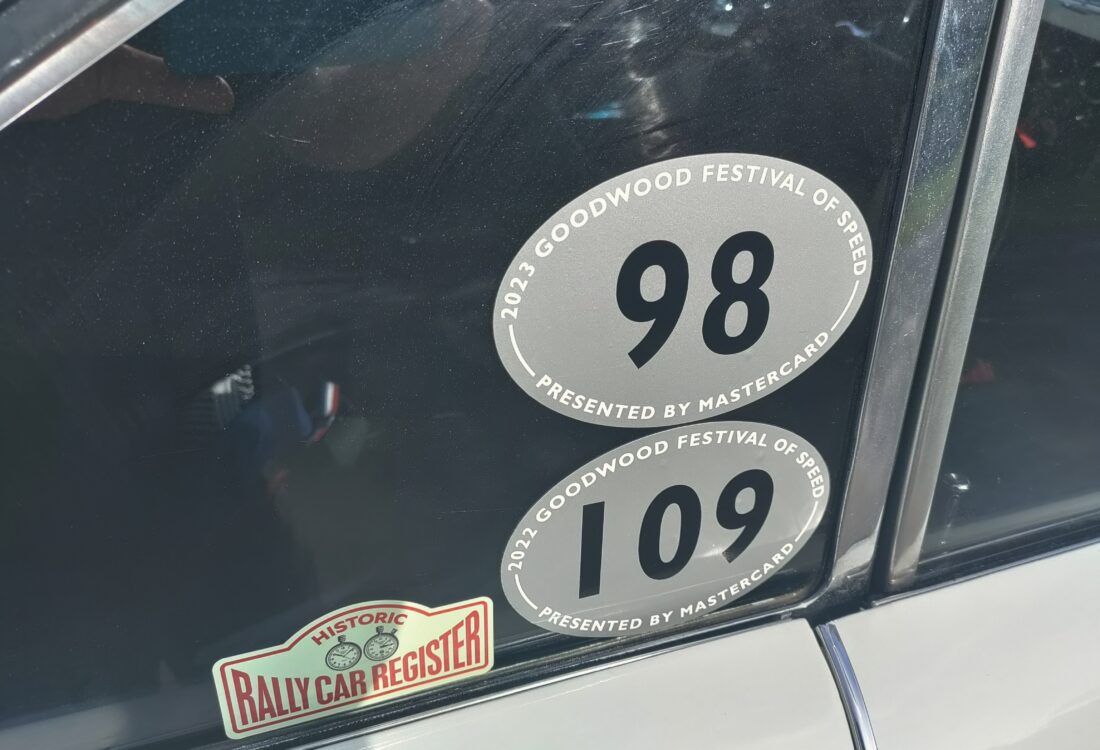 2023 GOODWOOD FESTIVAL OF SPEED
98
PRESENTED BY MASTERCARD
2022 GOODWOOD FESTIVAL OF SPEED
109
PRESENTED BY MASTERCARD
HISTORIC
RALLY CAR REGISTER